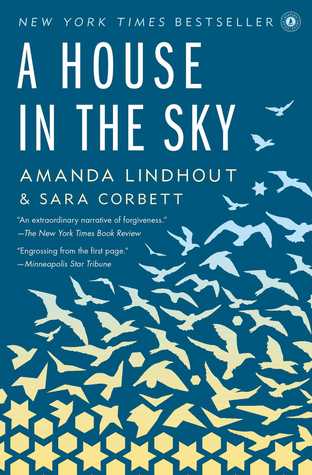 NEW YORK TIMES BESTSELLER
A HOUSE
IN THE SKY
AMANDA LINDHOUT
& SARA CORBETT
"An extraordinary narrative of forgiveness."
—The New York Times Book Review
"Engrossing from the first page."
—Minneapolis Star Tribune